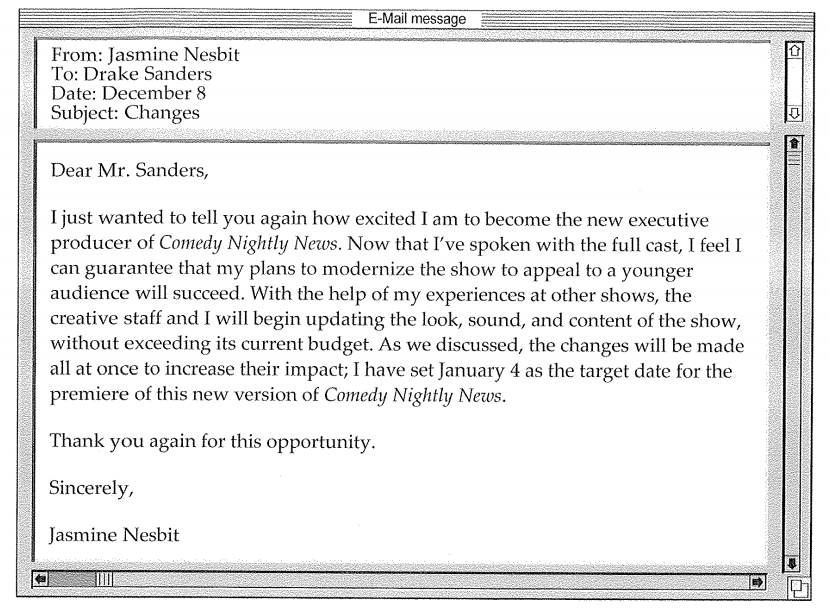 E-Mail message
From: Jasmine Nesbit
To: Drake Sanders
Date: December 8
Subject: Changes
Dear Mr. Sanders,
I just wanted to tell you again how excited I am to become the new executive
producer of Comedy Nightly News. Now that I've spoken with the full cast, I feel I
can guarantee that my plans to modernize the show to appeal to a younger
audience will succeed. With the help of my experiences at other shows, the
creative staff and I will begin updating the look, sound, and content of the show,
without exceeding its current budget. As we discussed, the changes will be made
all at once to increase their impact; I have set January 4 as the target date for the
premiere of this new version of Comedy Nightly News.
Thank you again for this opportunity.
Sincerely,
Jasmine Nesbit